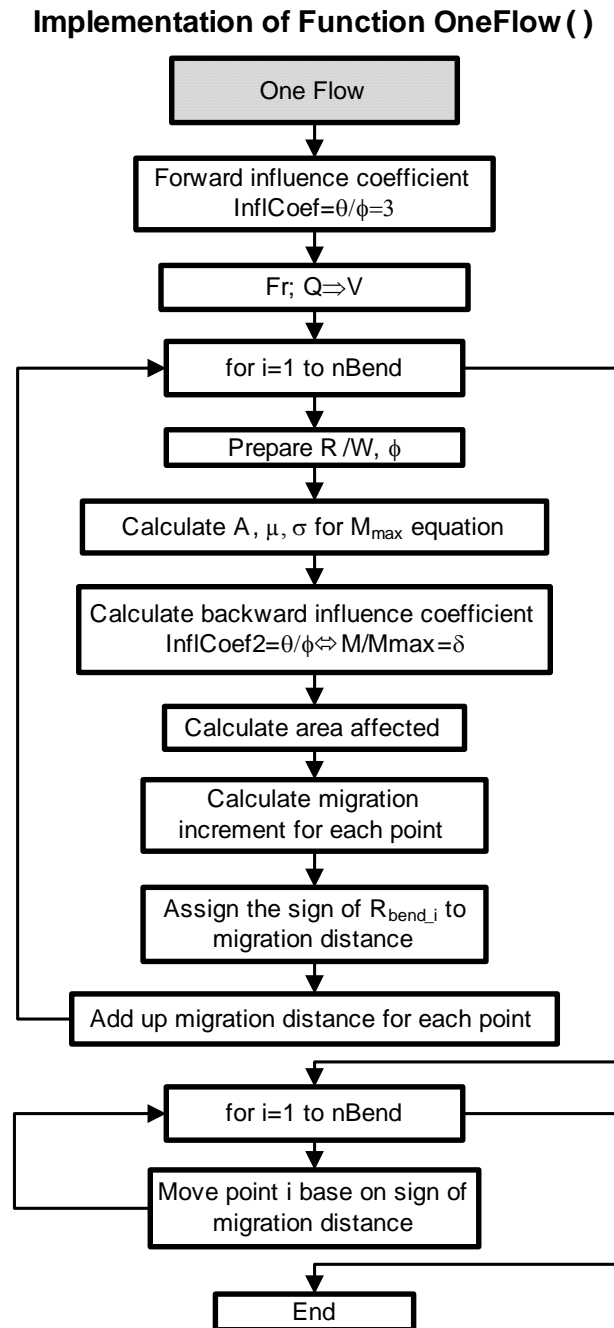 Implementation of Function OneFlow ( )
One Flow
Forward influence coefficient
InflCoef=θ/ϕ=3
Fr; Q⇒V
for i=1 to nBend
Prepare R /W, ϕ
Calculate A, μ, σ for Mmax equation
Calculate backward influence coefficient
InflCoef2=θ/ϕ⇔M/Mmax=δ
Calculate area affected
Calculate migration
increment for each point
Assign the sign of Rbend_i to
migration distance
Add up migration distance for each point
for i=1 to nBend
Move point i base on sign of
migration distance
End